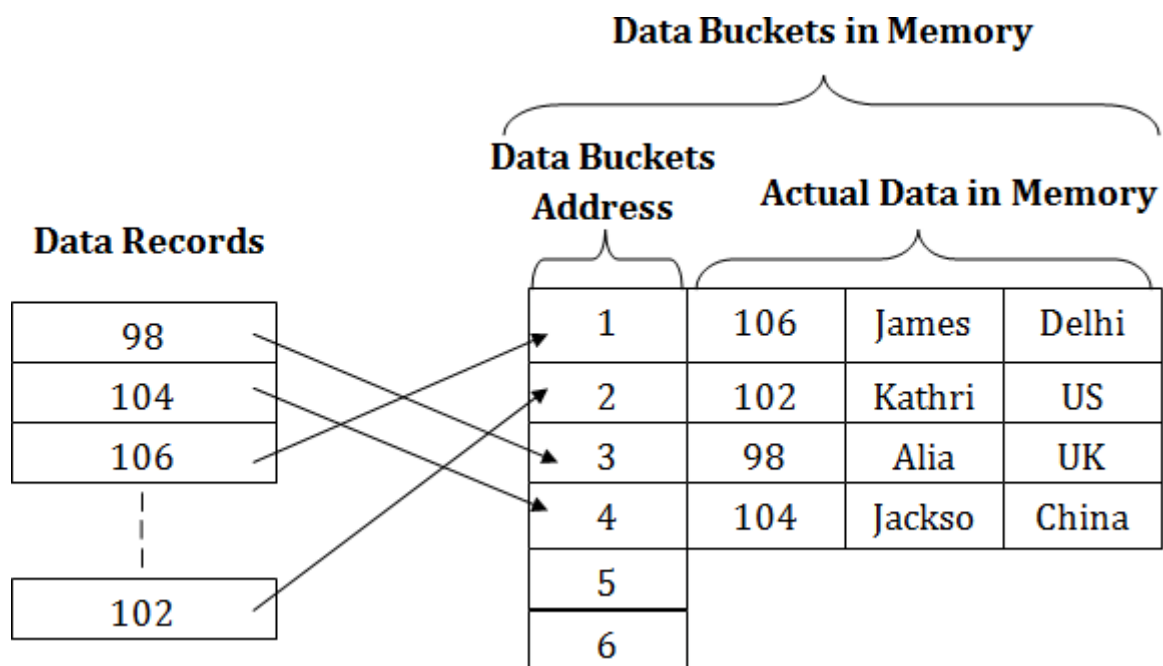 Data Buckets in Memory
Data Buckets
Address
Actual Data in Memory
Data Records
98
104
106
102
1 106 James Delhi
2 102 Kathri US
3 98 Alia UK
4 104 Jackso China
5
6